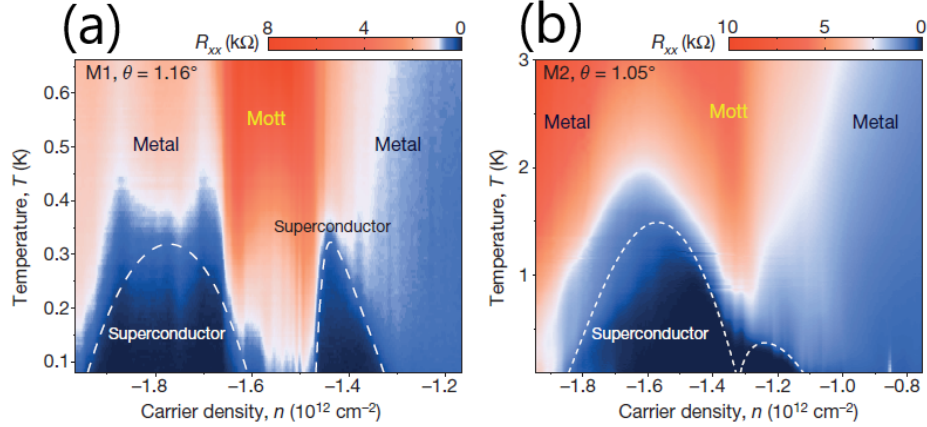 (a)
R_xx (kΩ)
8
4
0
M1, θ = 1.16°
Mott
Metal
Metal
Superconductor
Superconductor
Temperature, T (K)
0.6
0.5
0.4
0.3
0.2
0.1
−1.8
−1.6
−1.4
−1.2
Carrier density, n (10¹² cm⁻²)
(b)
R_xx (kΩ)
10
5
0
M2, θ = 1.05°
Metal
Mott
Metal
Superconductor
Temperature, T (K)
3
2
1
−1.8
−1.6
−1.4
−1.2
−1.0
−0.8
Carrier density, n (10¹² cm⁻²)